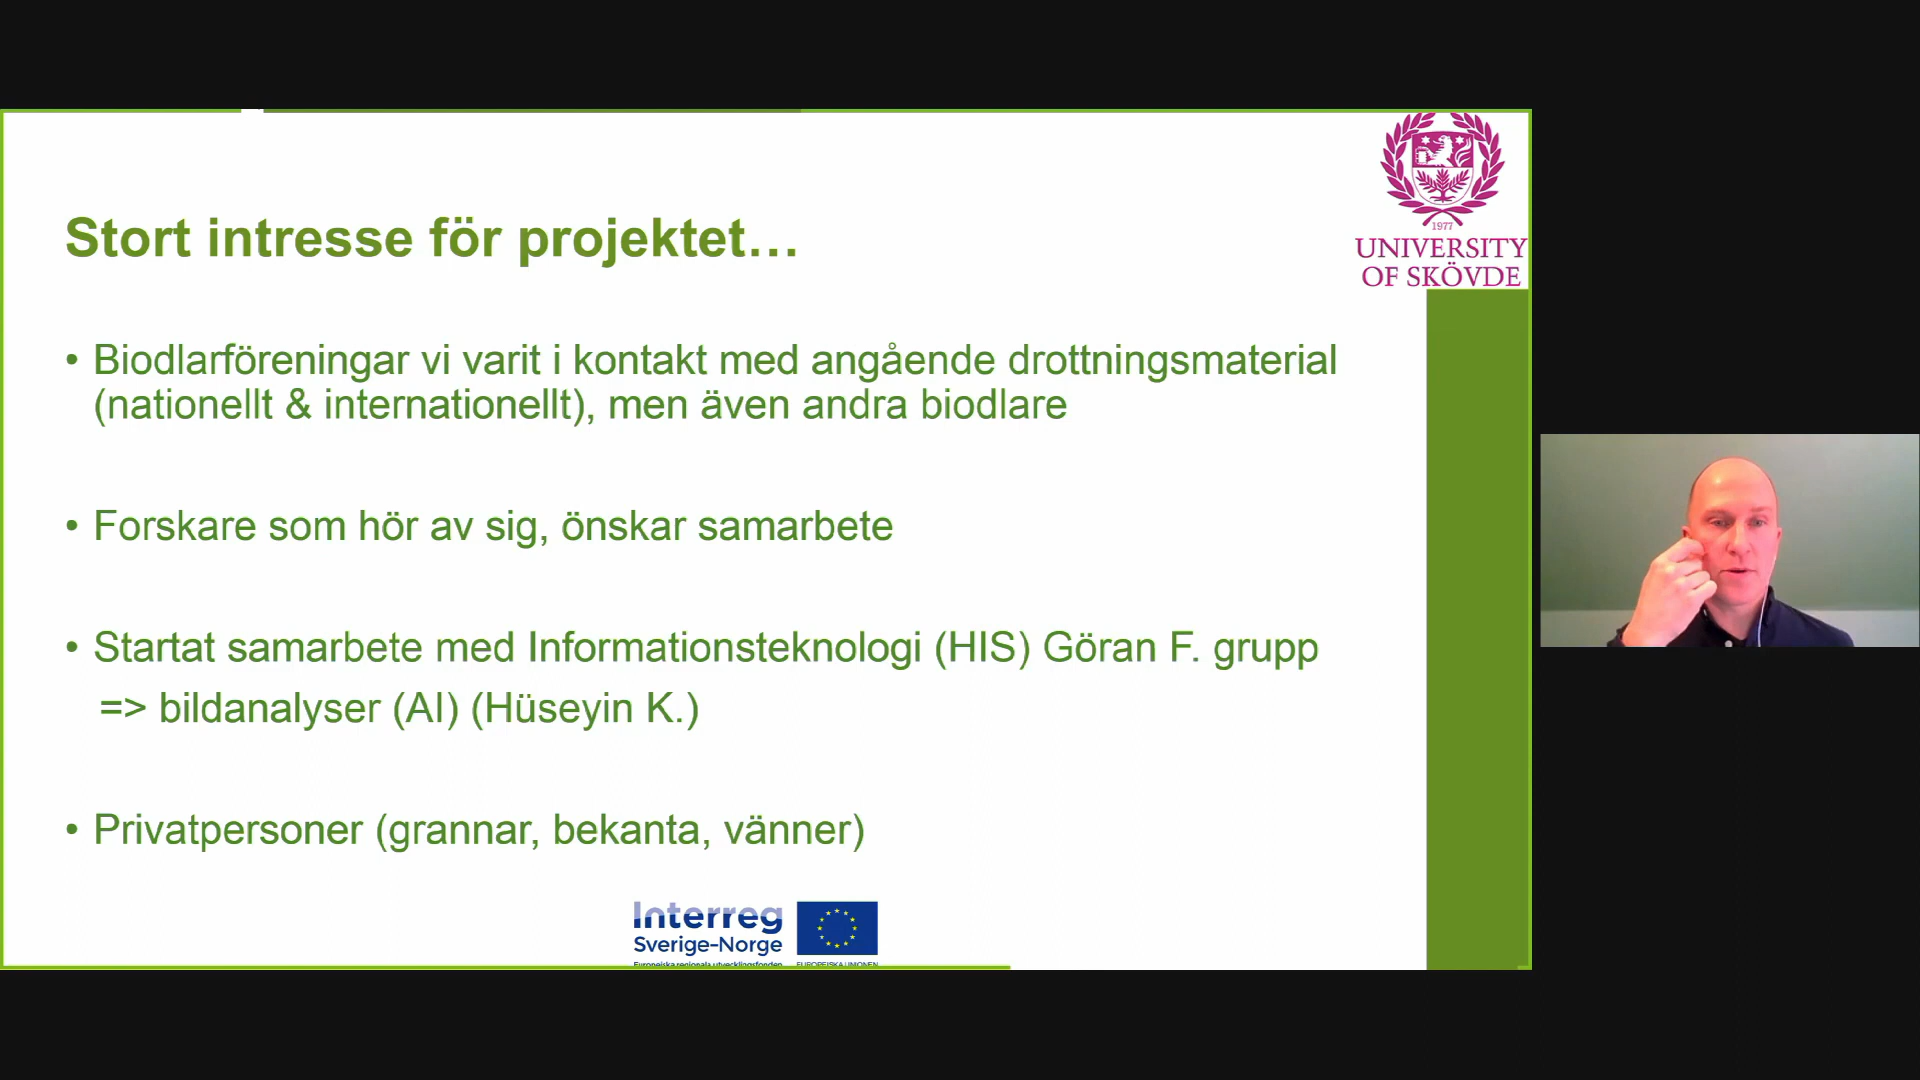 1977
UNIVERSITY
OF SKÖVDE
Stort intresse för projektet…
• Biodlarföreningar vi varit i kontakt med angående drottningsmaterial
(nationellt & internationellt), men även andra biodlare
• Forskare som hör av sig, önskar samarbete
• Startat samarbete med Informationsteknologi (HIS) Göran F. grupp
=> bildanalyser (AI) (Hüseyin K.)
• Privatpersoner (grannar, bekanta, vänner)
Interreg
Sverige-Norge
Europeiska regionala utvecklingsfonden
EUROPEISKA UNIONEN